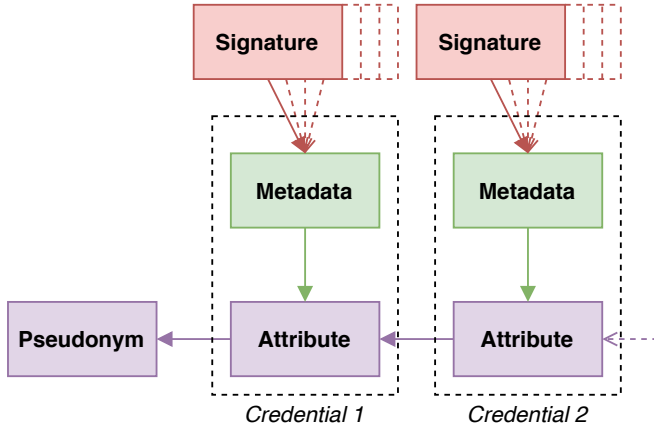 Signature
Signature
Metadata
Metadata
Pseudonym
Attribute
Attribute
Credential 1
Credential 2